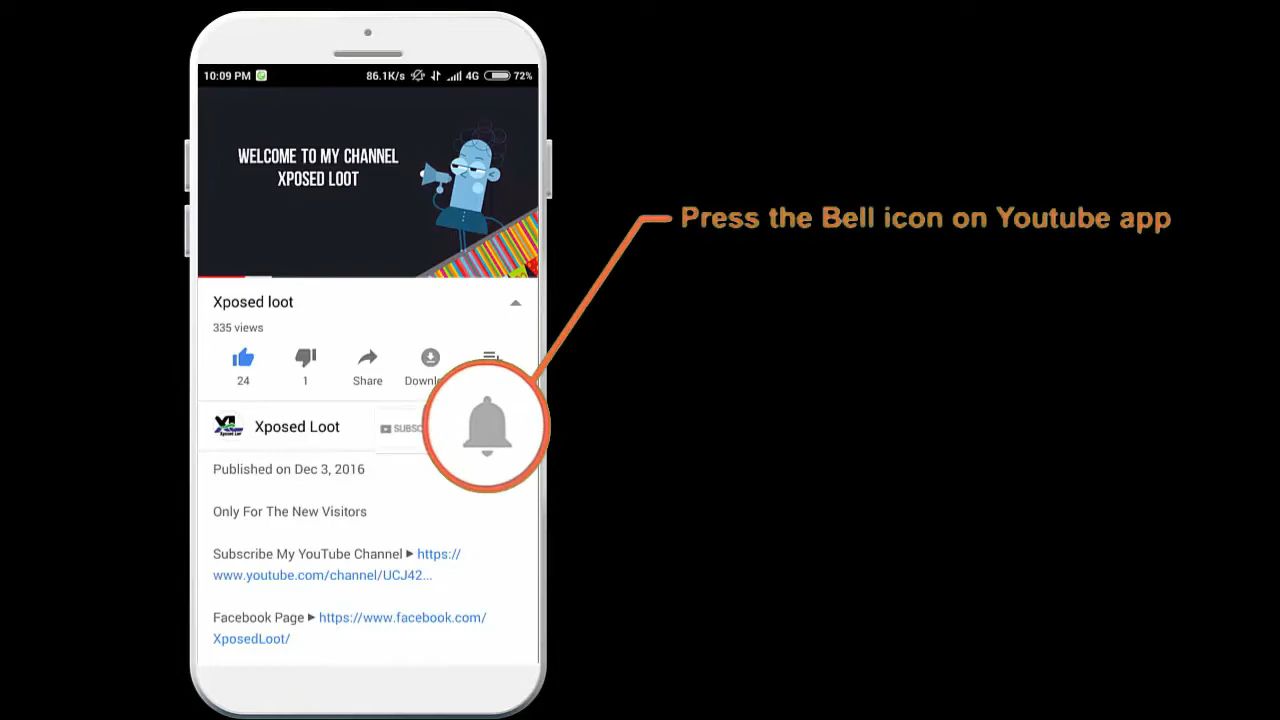 10:09 PM
86.1K/s 4G 72%
WELCOME TO MY CHANNEL
XPOSED LOOT
Press the Bell icon on Youtube app
Xposed loot
335 views
24
1
Share
Downl
Xposed Loot
SUBSC
Published on Dec 3, 2016
Only For The New Visitors
Subscribe My YouTube Channel ▶ https://
www.youtube.com/channel/UCJ42...
Facebook Page ▶ https://www.facebook.com/
XposedLoot/